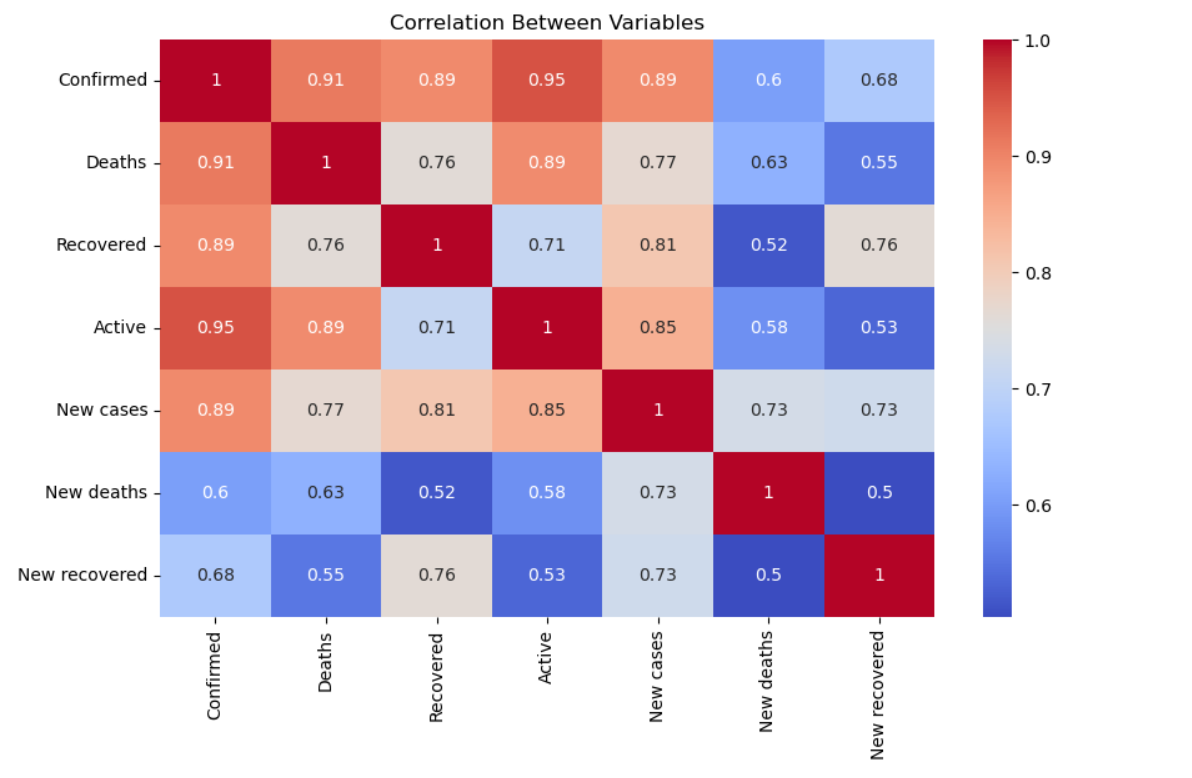 Correlation Between Variables
Confirmed 1 0.91 0.89 0.95 0.89 0.6 0.68
Deaths 0.91 1 0.76 0.89 0.77 0.63 0.55
Recovered 0.89 0.76 1 0.71 0.81 0.52 0.76
Active 0.95 0.89 0.71 1 0.85 0.58 0.53
New cases 0.89 0.77 0.81 0.85 1 0.73 0.73
New deaths 0.6 0.63 0.52 0.58 0.73 1 0.5
New recovered 0.68 0.55 0.76 0.53 0.73 0.5 1
Confirmed
Deaths
Recovered
Active
New cases
New deaths
New recovered
1.0
0.9
0.8
0.7
0.6